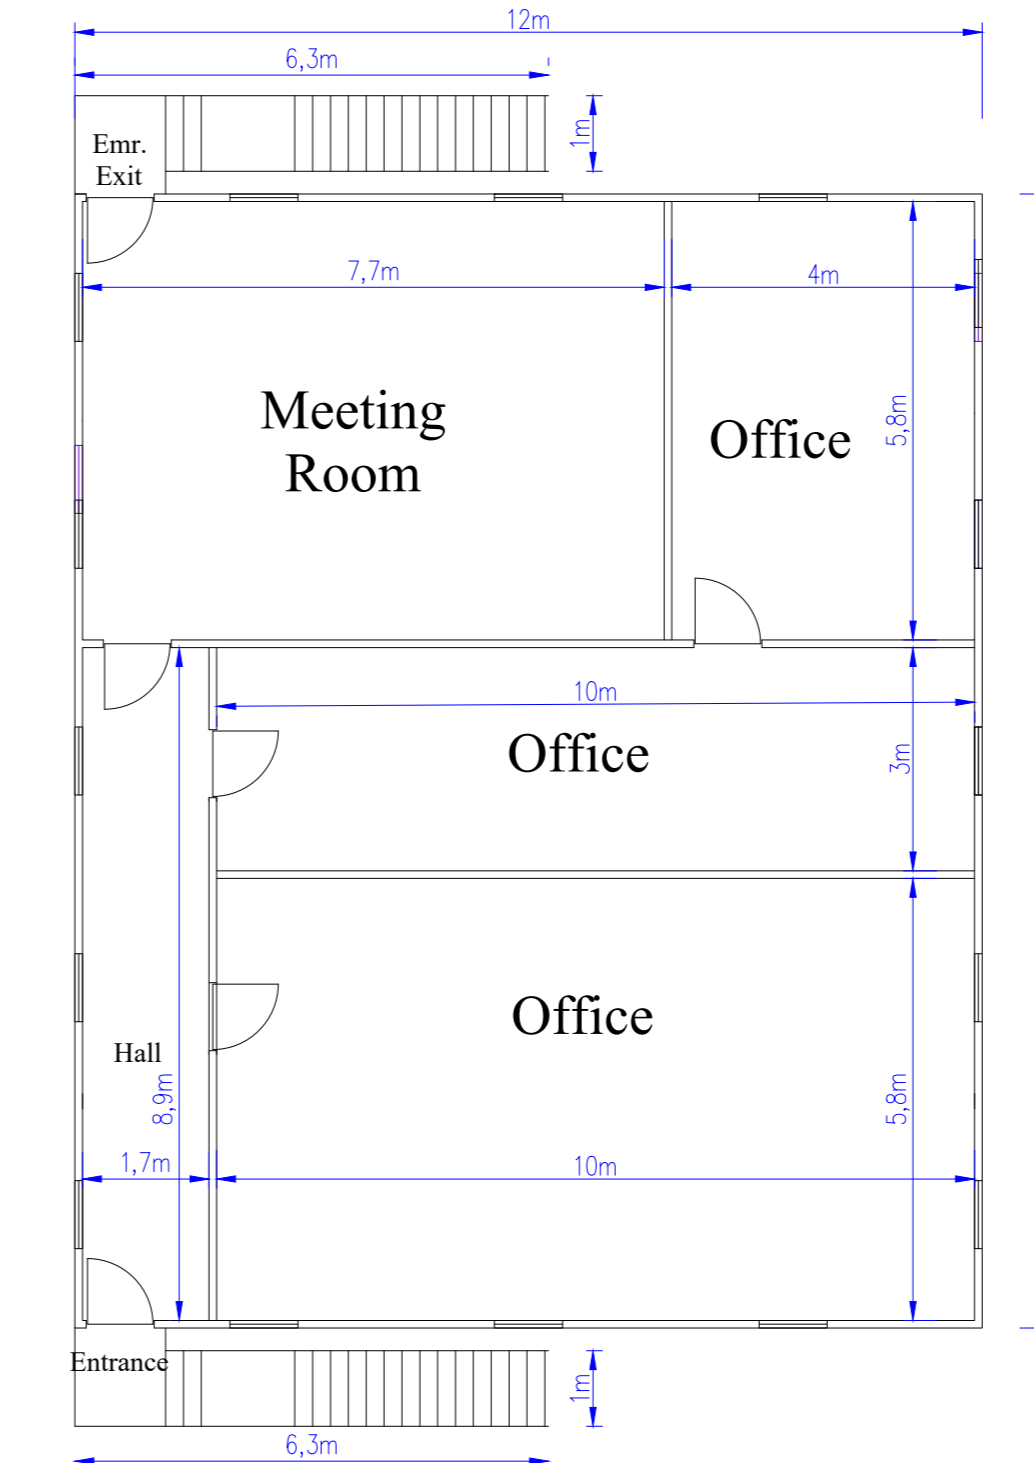 12m
6,3m
Emr.
Exit
1m
7,7m
4m
Meeting
Room
Office
5,8m
10m
Office
3m
Office
Hall
8,9m
5,8m
1,7m
10m
Entrance
1m
6,3m